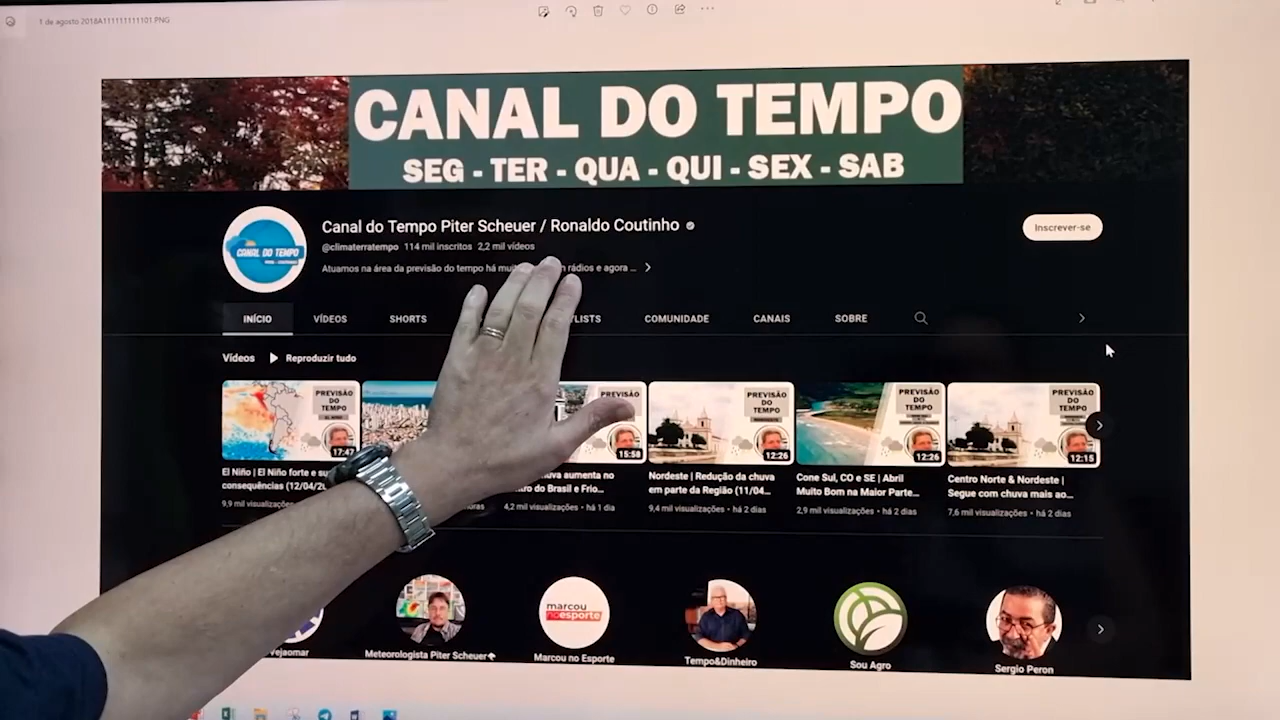 1 de agosto 2018A111111111101.PNG
CANAL DO TEMPO
SEG - TER - QUA - QUI - SEX - SAB
CANAL DO TEMPO
Canal do Tempo Piter Scheuer / Ronaldo Coutinho
Inscrever-se
@climaterratempo 114 mil inscritos 2,2 mil vídeos
Atuamos na área da previsão do tempo há rádios e agora ...
INÍCIO VÍDEOS SHORTS COMUNIDADE CANAIS SOBRE
Vídeos Reproduzir tudo
PREVISÃO DO TEMPO
17:47
PREVISÃO
15:58
PREVISÃO DO TEMPO
12:26
PREVISÃO DO TEMPO
12:26
PREVISÃO DO TEMPO
12:15
El Niño | El Niño forte e
consequências (12/04/
9,9 mil visualizações
aumenta no
do Brasil e Frio...
4,2 mil visualizações • há 1 dia
Nordeste | Redução da chuva
em parte da Região (11/04...
9,4 mil visualizações • há 2 dias
Cone Sul, CO e SE | Abril
Muito Bom na Maior Parte...
2,9 mil visualizações • há 2 dias
Centro Norte & Nordeste |
Segue com chuva mais ao...
7,6 mil visualizações • há 2 dias
marcou
noesporte
Meteorologista Piter Scheuer
Marcou no Esporte
Tempo&Dinheiro
Sou Agro
Sergio Peron